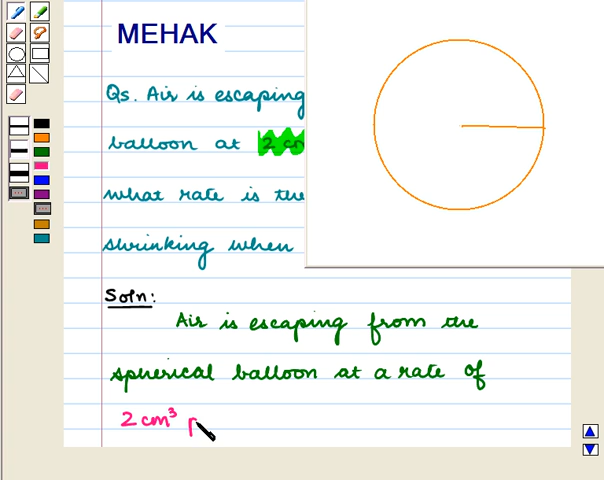 MEHAK
Qs. Air is escaping
balloon at 2 cm
what rate is the
shrinking when
Soln:
Air is escaping from the
spherical balloon at a rate of
2 cm³